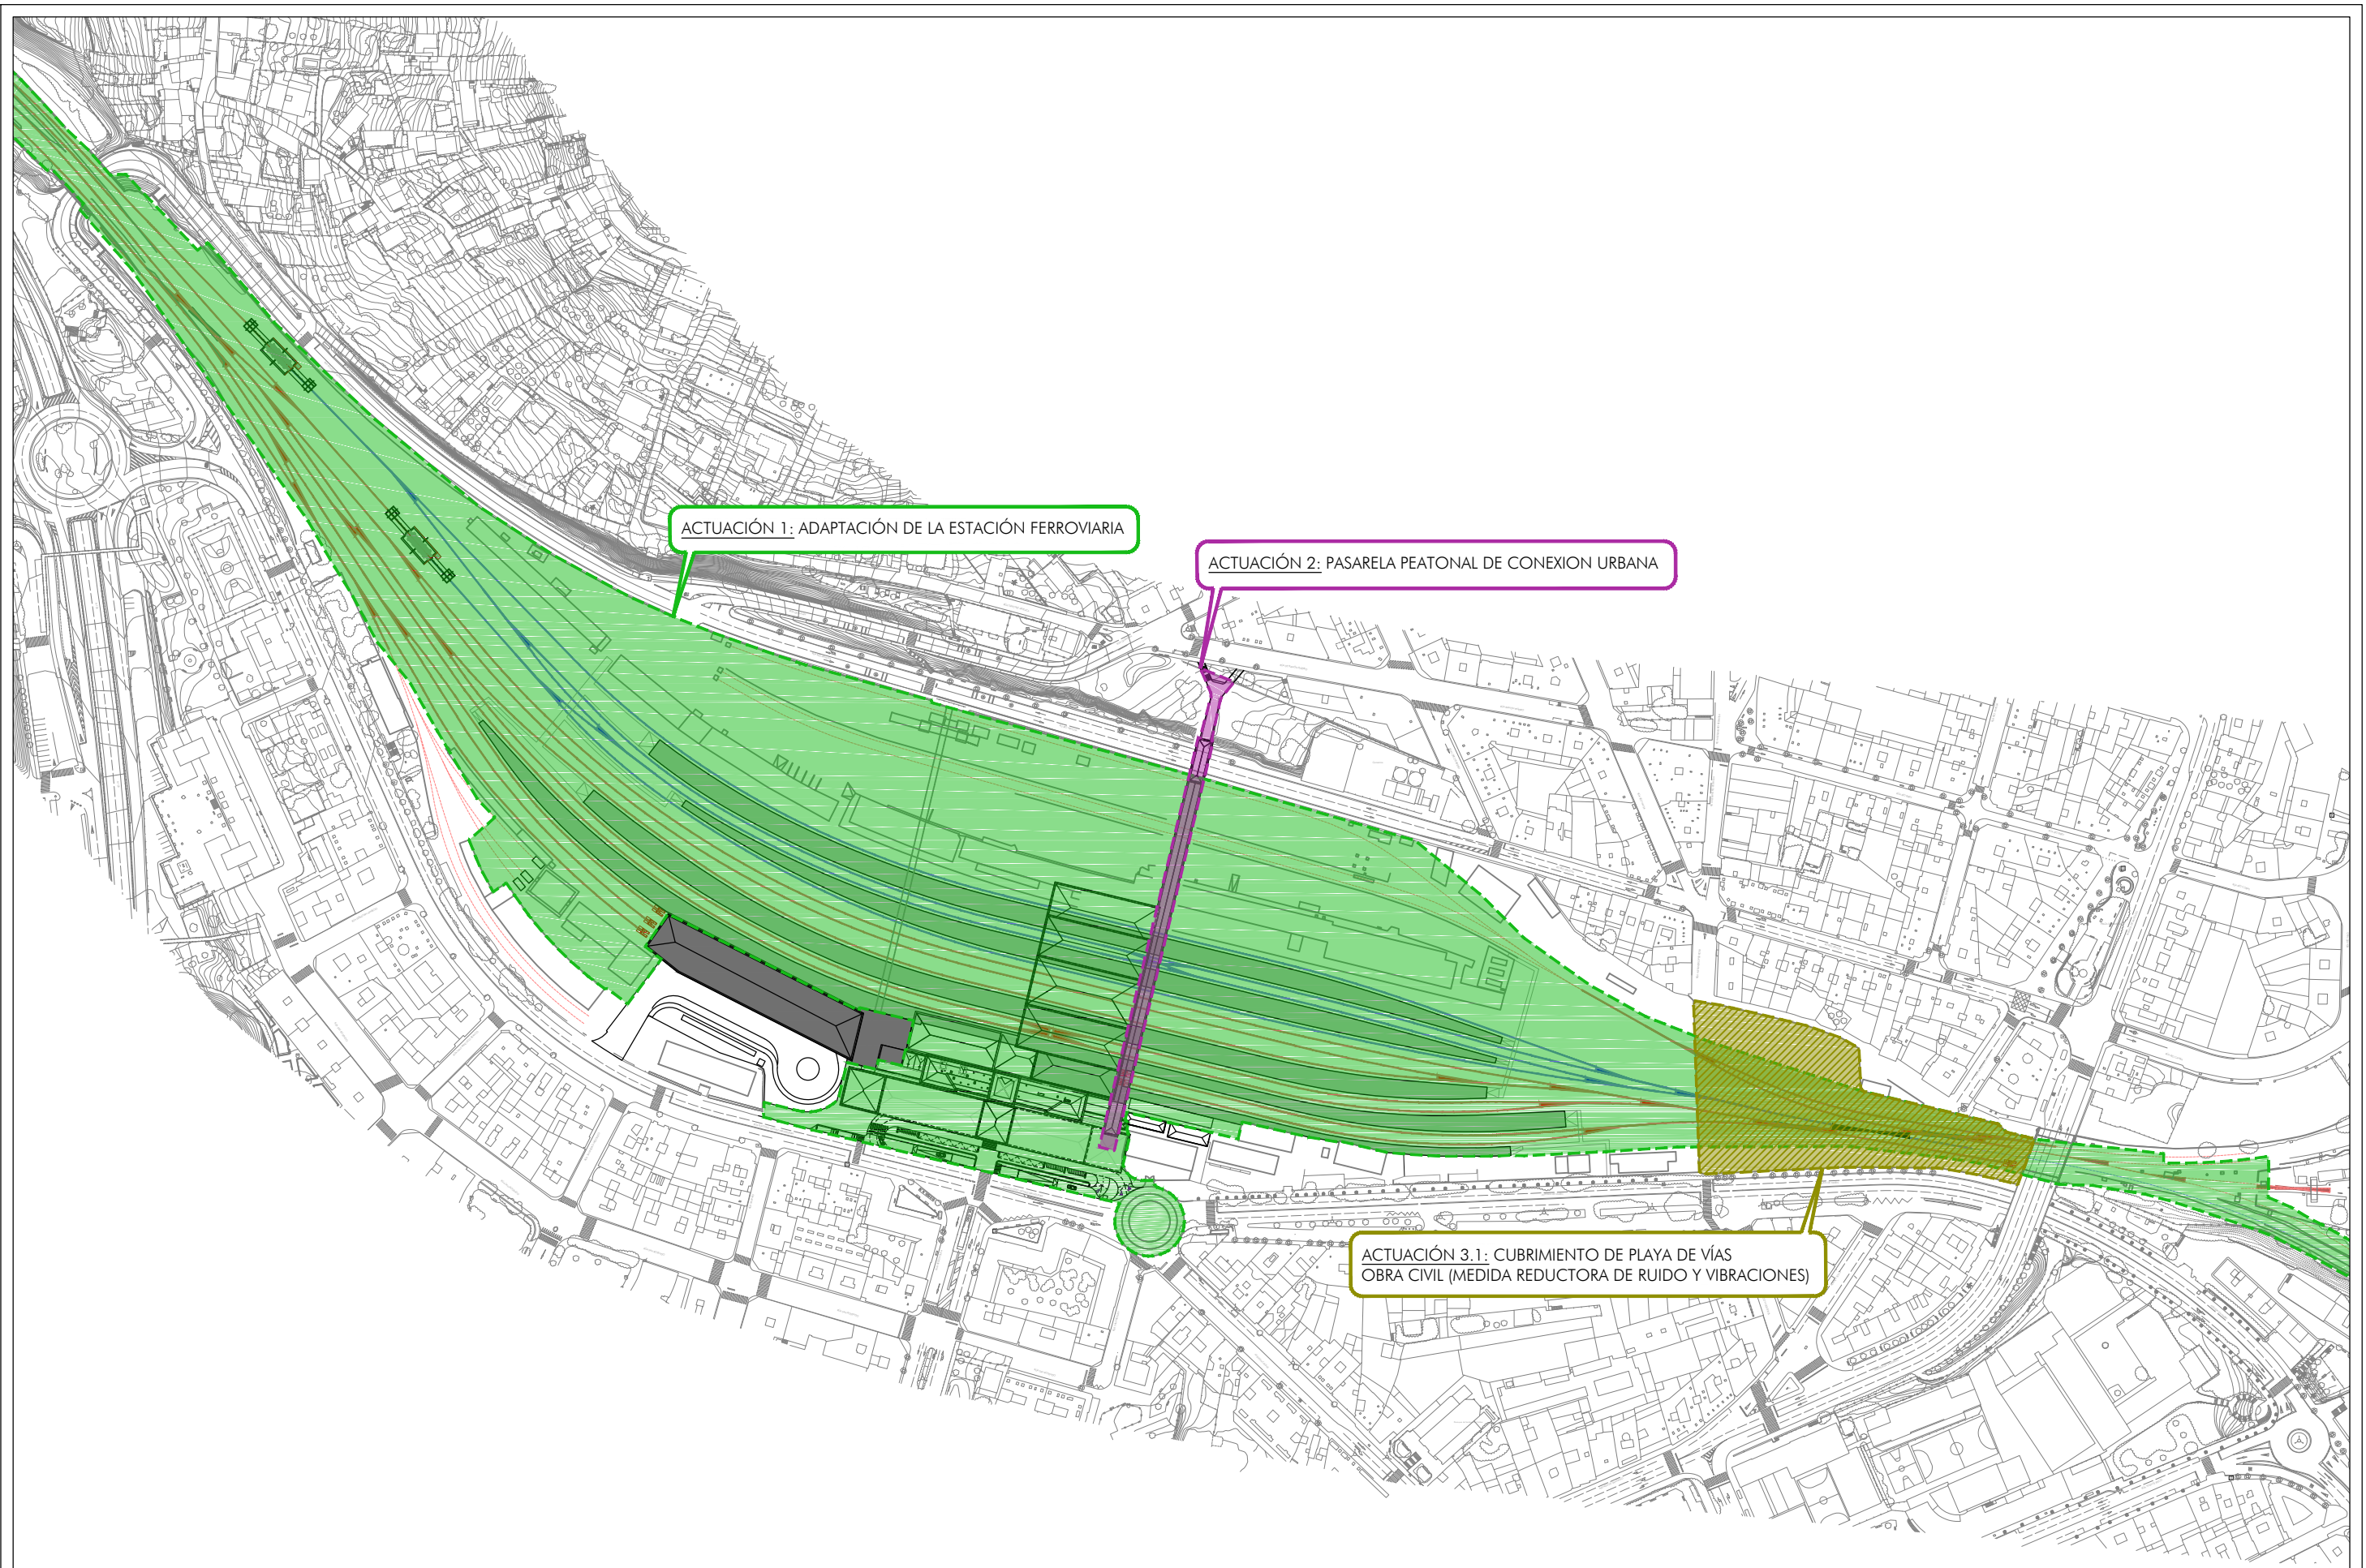 ACTUACIÓN 1: ADAPTACIÓN DE LA ESTACIÓN FERROVIARIA
ACTUACIÓN 2: PASARELA PEATONAL DE CONEXION URBANA
ACTUACIÓN 3.1: CUBRIMIENTO DE PLAYA DE VÍAS
OBRA CIVIL (MEDIDA REDUCTORA DE RUIDO Y VIBRACIONES)